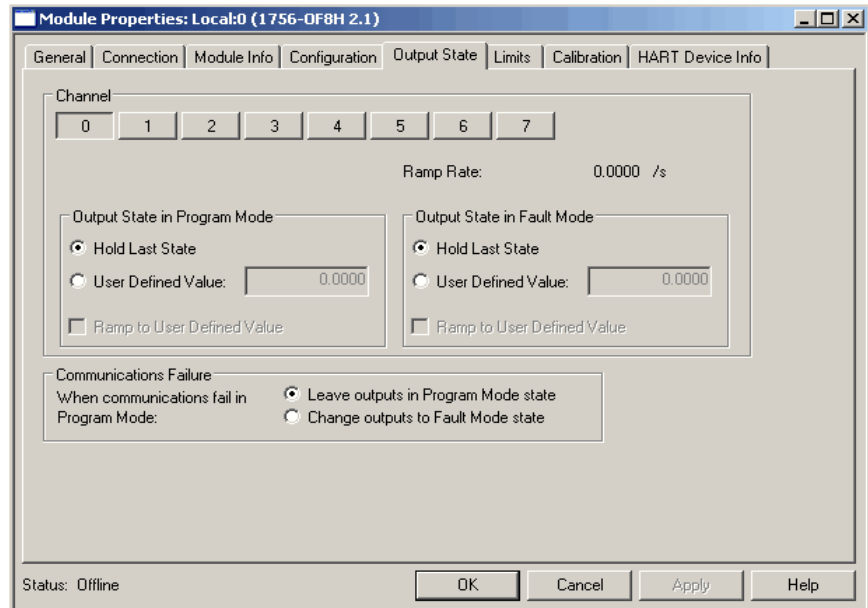 Module Properties: Local:0 (1756-OF8H 2.1)
General Connection Module Info Configuration Output State Limits Calibration HART Device Info
Channel
0 1 2 3 4 5 6 7
Ramp Rate: 0.0000 /s
Output State in Program Mode
Hold Last State
User Defined Value: 0.0000
Ramp to User Defined Value
Output State in Fault Mode
Hold Last State
User Defined Value: 0.0000
Ramp to User Defined Value
Communications Failure
When communications fail in
Program Mode:
Leave outputs in Program Mode state
Change outputs to Fault Mode state
Status: Offline
OK Cancel Apply Help